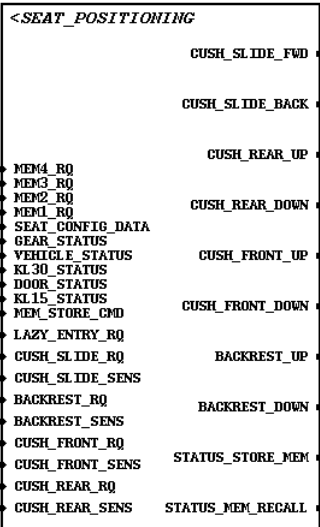 <SEAT_POSITIONING
CUSH_SLIDE_FWD
CUSH_SLIDE_BACK
CUSH_REAR_UP
MEM4_RQ
MEM3_RQ
MEM2_RQ
CUSH_REAR_DOWN
MEM1_RQ
SEAT_CONFIG_DATA
GEAR_STATUS
VEHICLE_STATUS
CUSH_FRONT_UP
KL30_STATUS
DOOR_STATUS
KL15_STATUS
CUSH_FRONT_DOWN
MEM_STORE_CMD
LAZY_ENTRY_RQ
CUSH_SLIDE_RQ
BACKREST_UP
CUSH_SLIDE_SENS
BACKREST_RQ
BACKREST_DOWN
BACKREST_SENS
CUSH_FRONT_RQ
STATUS_STORE_MEM
CUSH_FRONT_SENS
CUSH_REAR_RQ
CUSH_REAR_SENS
STATUS_MEM_RECALL